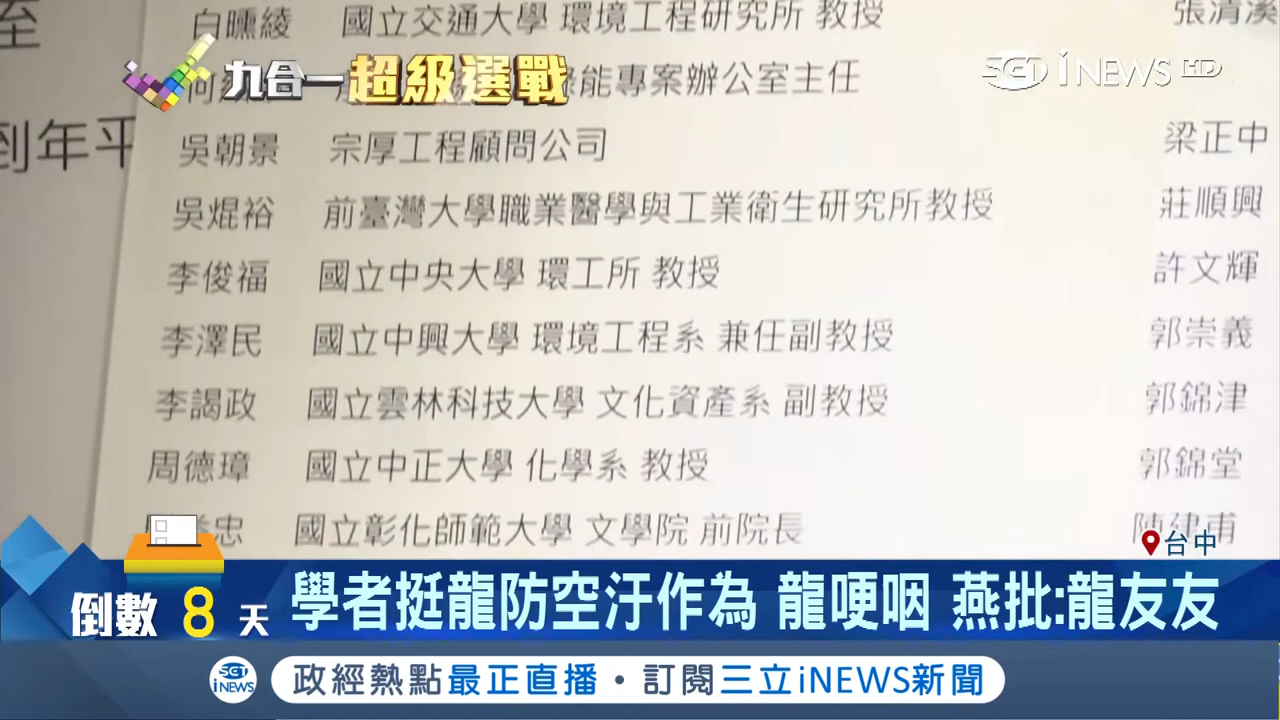 室
白曛綾 國立交通大學 環境工程研究所 教授 張清溪
九合一超級選戰
能專案辦公室主任
SET iNEWS HD
到年平
吳朝景 宗厚工程顧問公司 梁正中
吳焜裕 前臺灣大學職業醫學與工業衛生研究所教授 莊順興
李俊福 國立中央大學 環工所 教授 許文輝
李澤民 國立中興大學 環境工程系 兼任副教授 郭崇義
李謁政 國立雲林科技大學 文化資產系 副教授 郭錦津
周德璋 國立中正大學 化學系 教授 郭錦堂
忠 國立彰化師範大學 文學院 前院長 陳建甫
台中
倒數 8 天
學者挺龍防空汙作為 龍哽咽 燕批:龍友友
SET iNEWS
政經熱點最正直播・訂閱三立iNEWS新聞